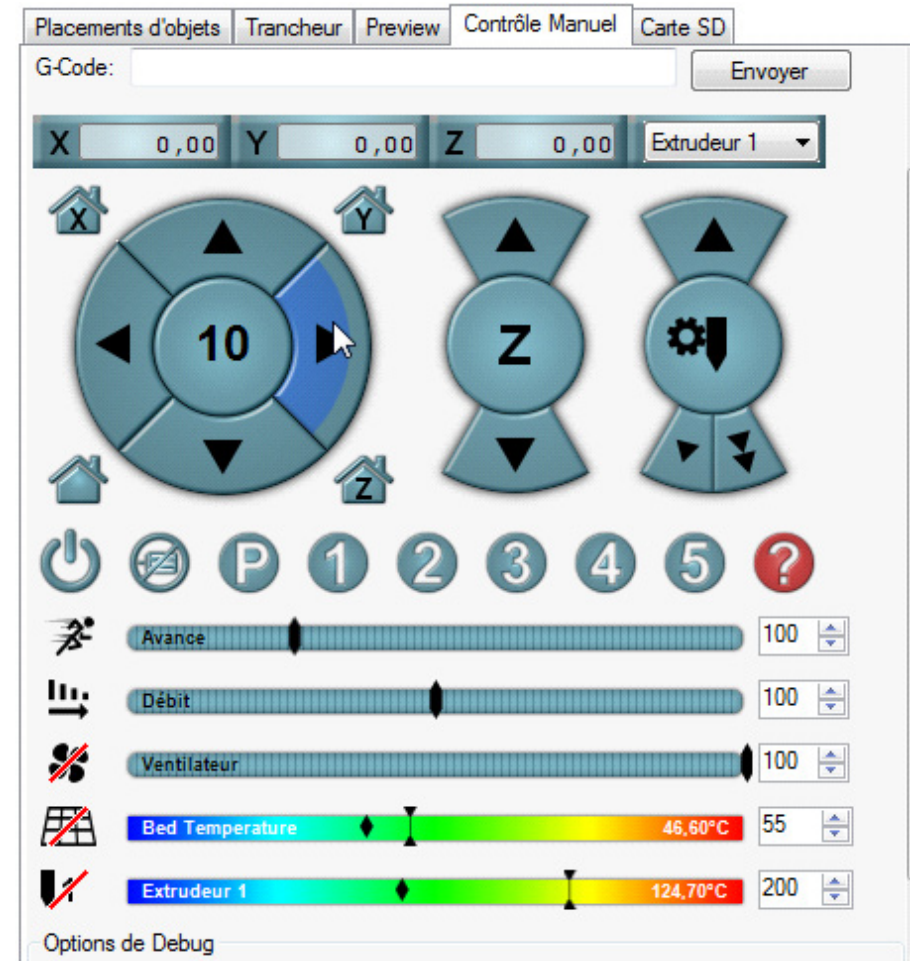 Placements d'objets Trancheur Preview Contrôle Manuel Carte SD
G-Code: Envoyer
X 0,00 Y 0,00 Z 0,00 Extrudeur 1
X Y
10 Z
Z
P 1 2 3 4 5 ?
Avance 100
Débit 100
Ventilateur 100
Bed Temperature 46,60°C 55
1 Extrudeur 1 124,70°C 200
Options de Debug